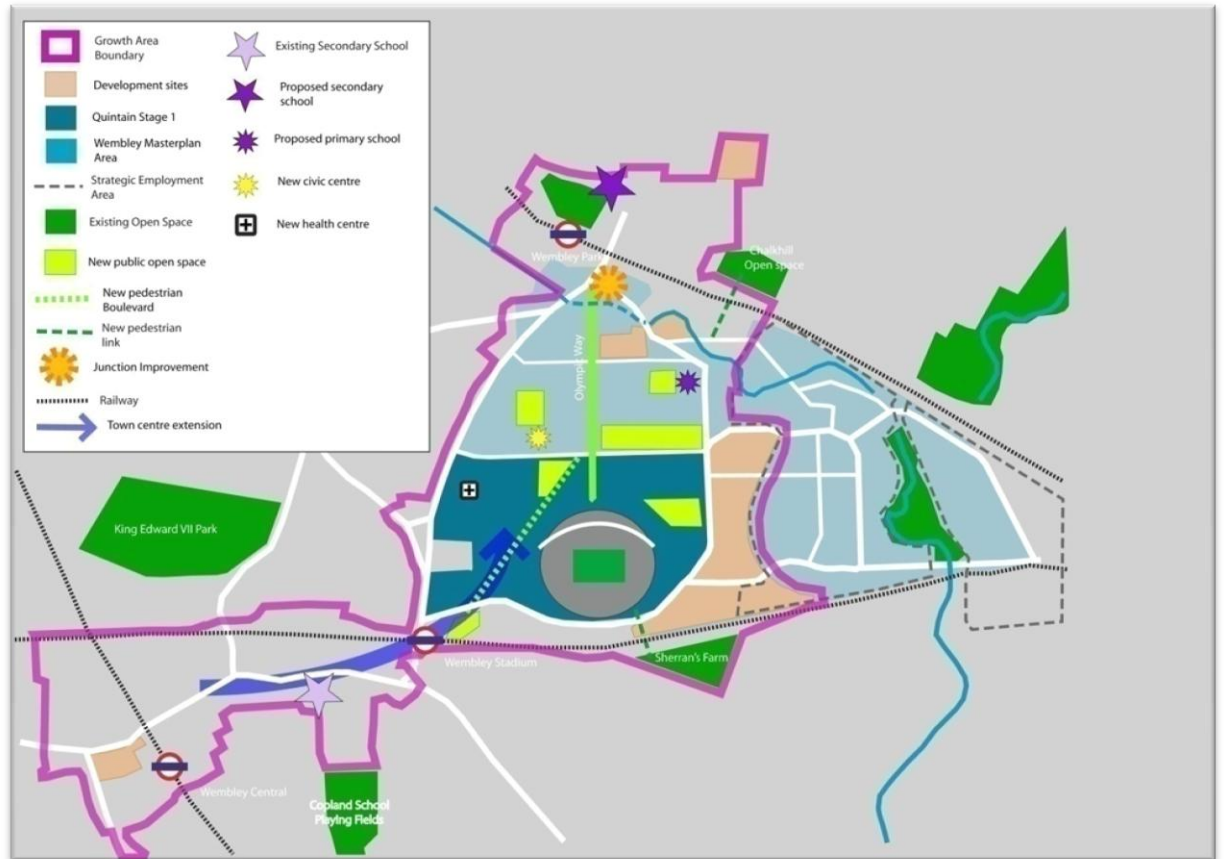 Growth Area
Boundary
Development sites
Quintain Stage 1
Wembley Masterplan
Area
Strategic Employment
Area
Existing Open Space
New public open space
New pedestrian
Boulevard
New pedestrian
link
Junction Improvement
Railway
Town centre extension
Existing Secondary School
Proposed secondary
school
Proposed primary school
New civic centre
New health centre
Wembley Park
Chalkhill
Open space
Olympic Way
King Edward VII Park
Wembley Stadium
Sherran's Farm
Wembley Central
Copland School
Playing Fields